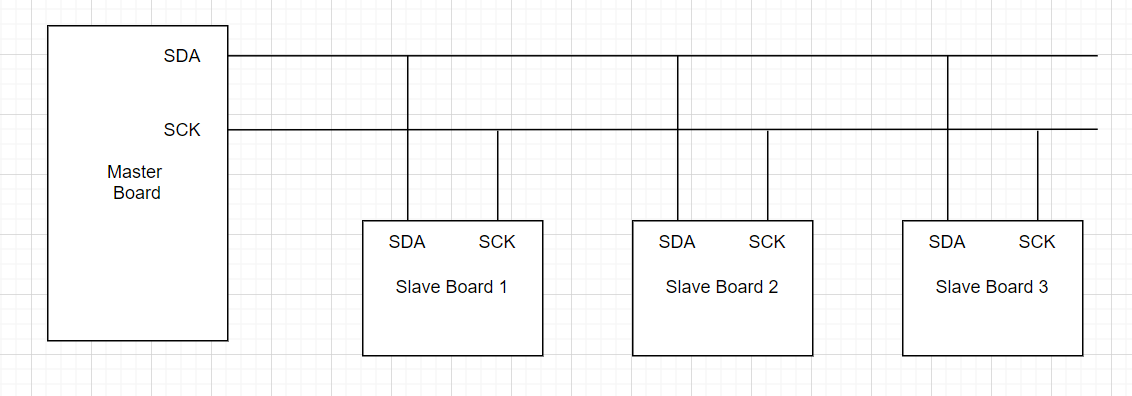 SDA
SCK
Master
Board
SDA SCK
Slave Board 1
SDA SCK
Slave Board 2
SDA SCK
Slave Board 3